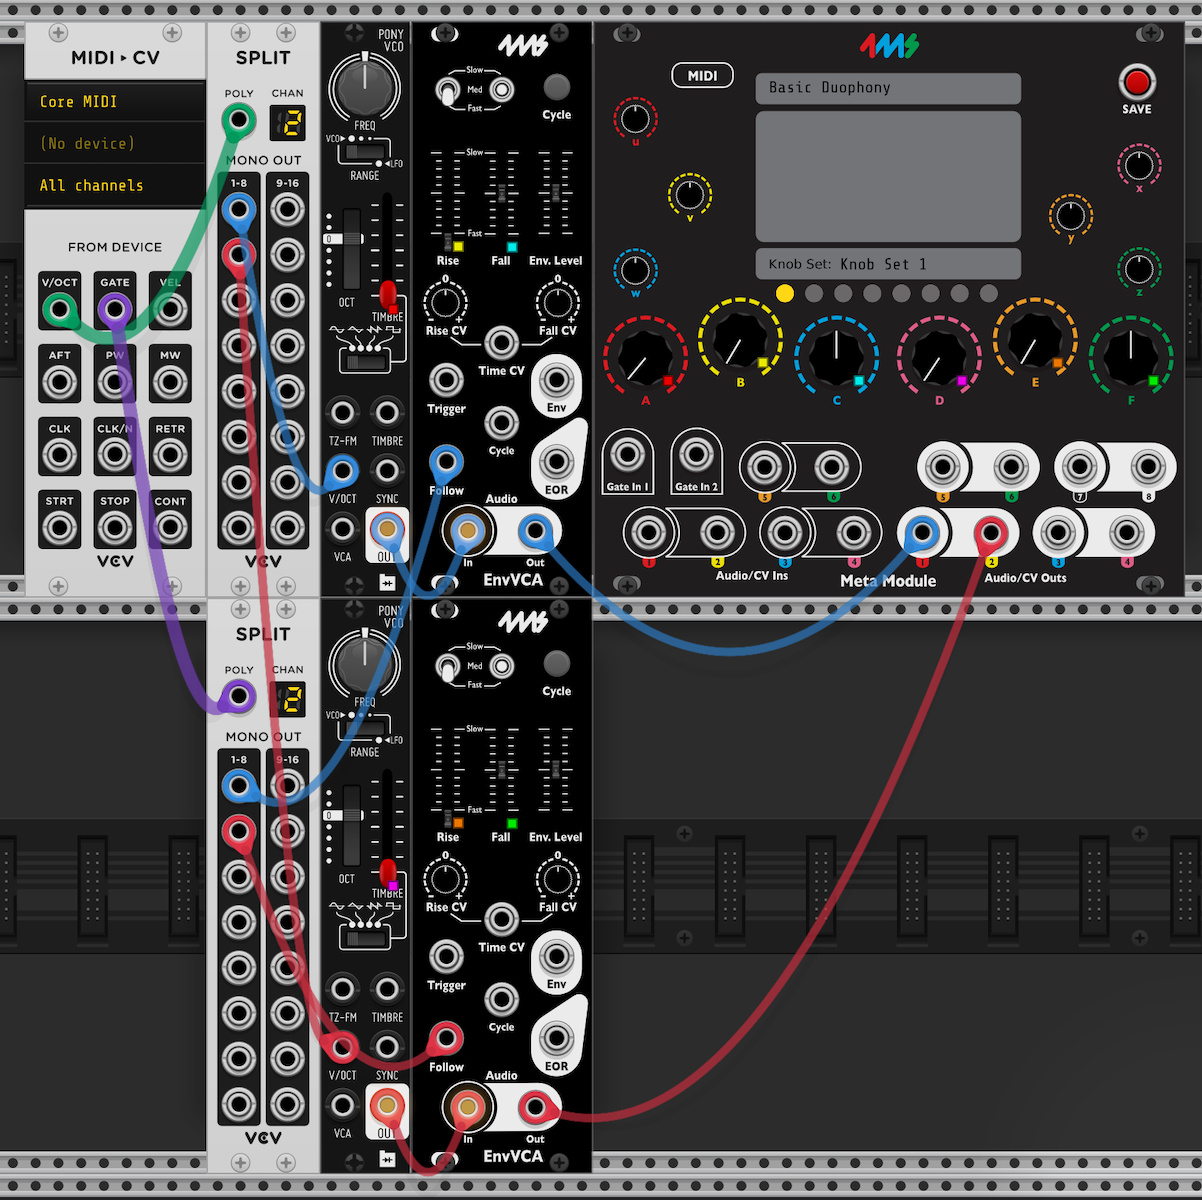 MIDI ▸ CV
Core MIDI
(No device)
All channels
FROM DEVICE
V/OCT GATE VEL
AFT PW MW
CLK CLK/N RETR
STRT STOP CONT
VCV
SPLIT
POLY CHAN
2
MONO OUT
1-8 9-16
VCV
PONY
VCO
FREQ
VCO LFO
RANGE
0
OCT
TIMBRE
TZ-FM TIMBRE
V/OCT SYNC
VCA OUT
4MS
Slow
Med
Fast
Cycle
Slow
Fast
Rise Fall Env. Level
0 0
- + - +
Rise CV Fall CV
Time CV
Trigger Env
Cycle
Follow EOR
Audio
In Out
EnvVCA
4MS
MIDI
Basic Duophony
SAVE
Knob Set: Knob Set 1
u
v
w
x
y
z
A B C D E F
Gate In 1 Gate In 2 5 6 5 6 7 8
1 2 3 4 1 2 3 4
Audio/CV Ins Meta Module Audio/CV Outs
SPLIT
POLY CHAN
2
MONO OUT
1-8 9-16
VCV
PONY
VCO
FREQ
VCO LFO
RANGE
0
OCT
TIMBRE
TZ-FM TIMBRE
V/OCT SYNC
VCA OUT
4MS
Slow
Med
Fast
Cycle
Slow
Fast
Rise Fall Env. Level
0 0
- + - +
Rise CV Fall CV
Time CV
Trigger Env
Cycle
Follow EOR
Audio
In Out
EnvVCA